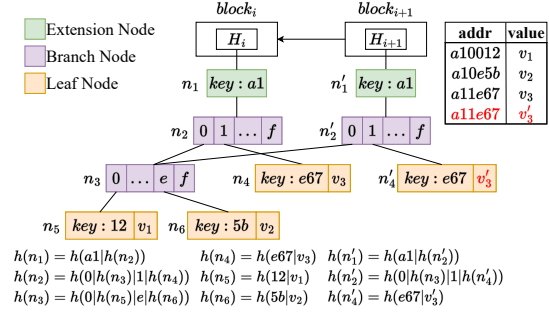 block_i block_{i+1}
Extension Node
Branch Node
Leaf Node
H_i H_{i+1}
addr value
a10012 v_1
a10e5b v_2
a11e67 v_3
a11e67 v'_3
n_1 key : a1 n'_1 key : a1
n_2 0 1 ... f n'_2 0 1 ... f
n_3 0 ... e f n_4 key : e67 v_3 n'_4 key : e67 v'_3
n_5 key : 12 v_1 n_6 key : 5b v_2
h(n_1) = h(a1|h(n_2)) h(n_4) = h(e67|v_3) h(n'_1) = h(a1|h(n'_2))
h(n_2) = h(0|h(n_3)|1|h(n_4)) h(n_5) = h(12|v_1) h(n'_2) = h(0|h(n_3)|1|h(n'_4))
h(n_3) = h(0|h(n_5)|e|h(n_6)) h(n_6) = h(5b|v_2) h(n'_4) = h(e67|v'_3)